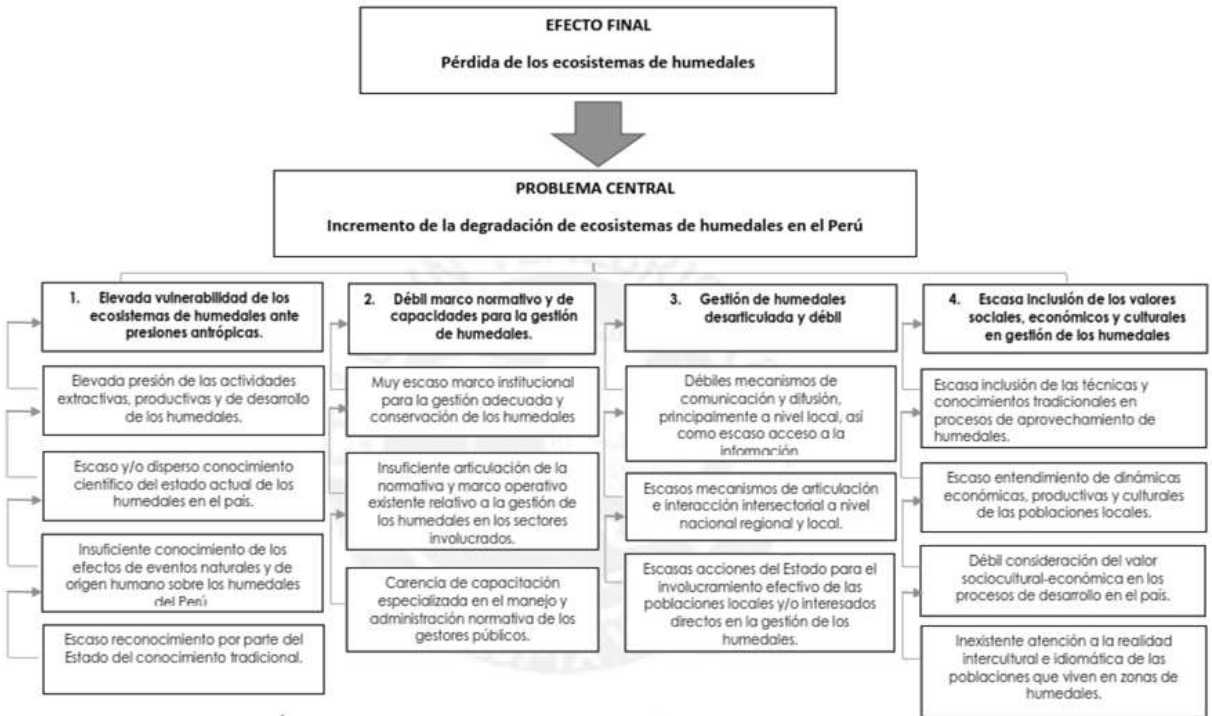 EFECTO FINAL
Pérdida de los ecosistemas de humedales
PROBLEMA CENTRAL
Incremento de la degradación de ecosistemas de humedales en el Perú
1. Elevada vulnerabilidad de los
ecosistemas de humedales ante
presiones antrópicas.
Elevada presión de las actividades
extractivas, productivas y de desarrollo
de los humedales.
Escaso y/o disperso conocimiento
científico del estado actual de los
humedales en el país.
Insuficiente conocimiento de los
efectos de eventos naturales y de
origen humano sobre los humedales
del Perú
Escaso reconocimiento por parte del
Estado del conocimiento tradicional.
2. Débil marco normativo y de
capacidades para la gestión
de humedales.
Muy escaso marco institucional
para la gestión adecuada y
conservación de los humedales
Insuficiente articulación de la
normativa y marco operativo
existente relativo a la gestión de
los humedales en los sectores
involucrados.
Carencia de capacitación
especializada en el manejo y
administración normativa de los
gestores públicos.
3. Gestión de humedales
desarticulada y débil
Débiles mecanismos de
comunicación y difusión,
principalmente a nivel local, así
como escaso acceso a la
información
Escasos mecanismos de articulación
e interacción intersectorial a nivel
nacional regional y local.
Escasas acciones del Estado para el
involucramiento efectivo de las
poblaciones locales y/o interesados
directos en la gestión de los
humedales.
4. Escasa inclusión de los valores
sociales, económicos y culturales
en gestión de los humedales
Escasa inclusión de las técnicas y
conocimientos tradicionales en
procesos de aprovechamiento de
humedales.
Escaso entendimiento de dinámicas
económicas, productivas y culturales
de las poblaciones locales.
Débil consideración del valor
sociocultural-económica en los
procesos de desarrollo en el país.
Inexistente atención a la realidad
intercultural e idiomática de las
poblaciones que viven en zonas de
humedales.